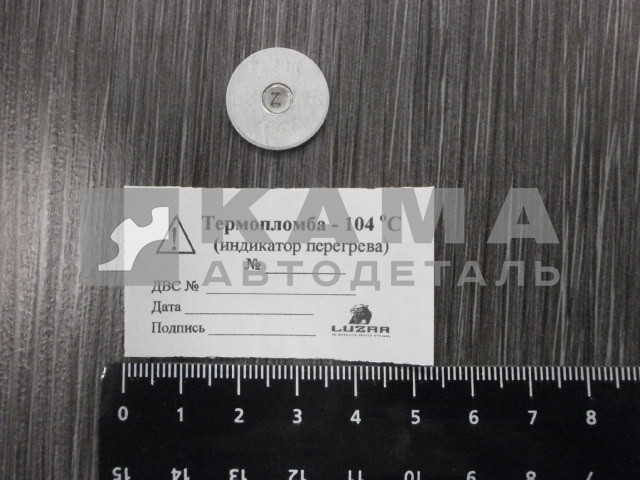 Z
КАМА
АВТОДЕТАЛЬ
Термопломба - 104 °С
(индикатор перегрева)
№
ДВС №
Дата
Подпись
LUZAR
0 1 2 3 4 5 6 7 8
15 14 13 12 11 10 9 8 7